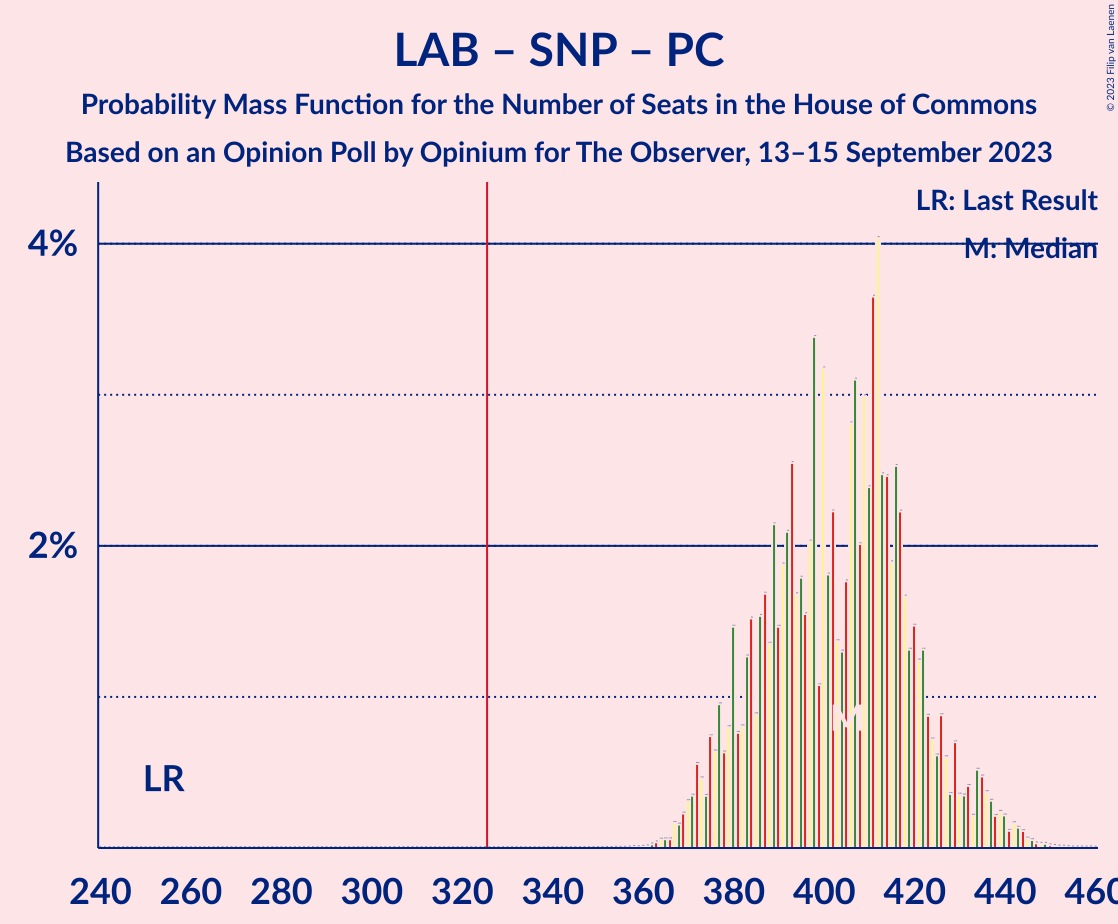 LAB – SNP – PC
Probability Mass Function for the Number of Seats in the House of Commons
Based on an Opinion Poll by Opinium for The Observer, 13–15 September 2023
© 2023 Filip van Laenen
LR: Last Result
M: Median
4%
2%
LR
M
240 260 280 300 320 340 360 380 400 420 440 460